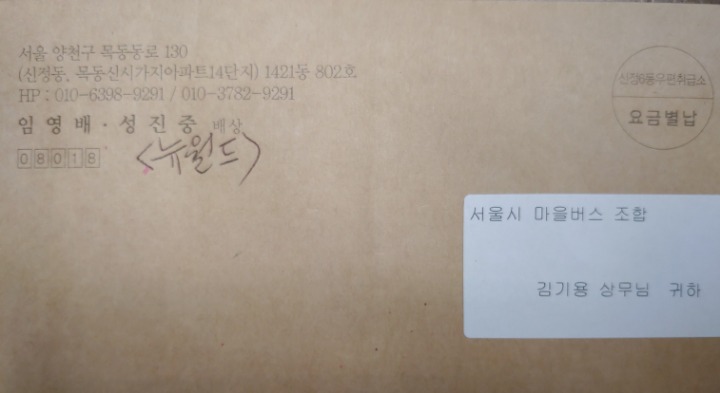 서울 양천구 목동동로 130
(신정동, 목동신시가지아파트14단지) 1421동 802호
HP : 010-6398-9291 / 010-3782-9291
임영배 · 성진중 배상
08018
<뉴월드>
신정6동우편취급소
요금별납
서울시 마을버스 조합
김기용 상무님 귀하